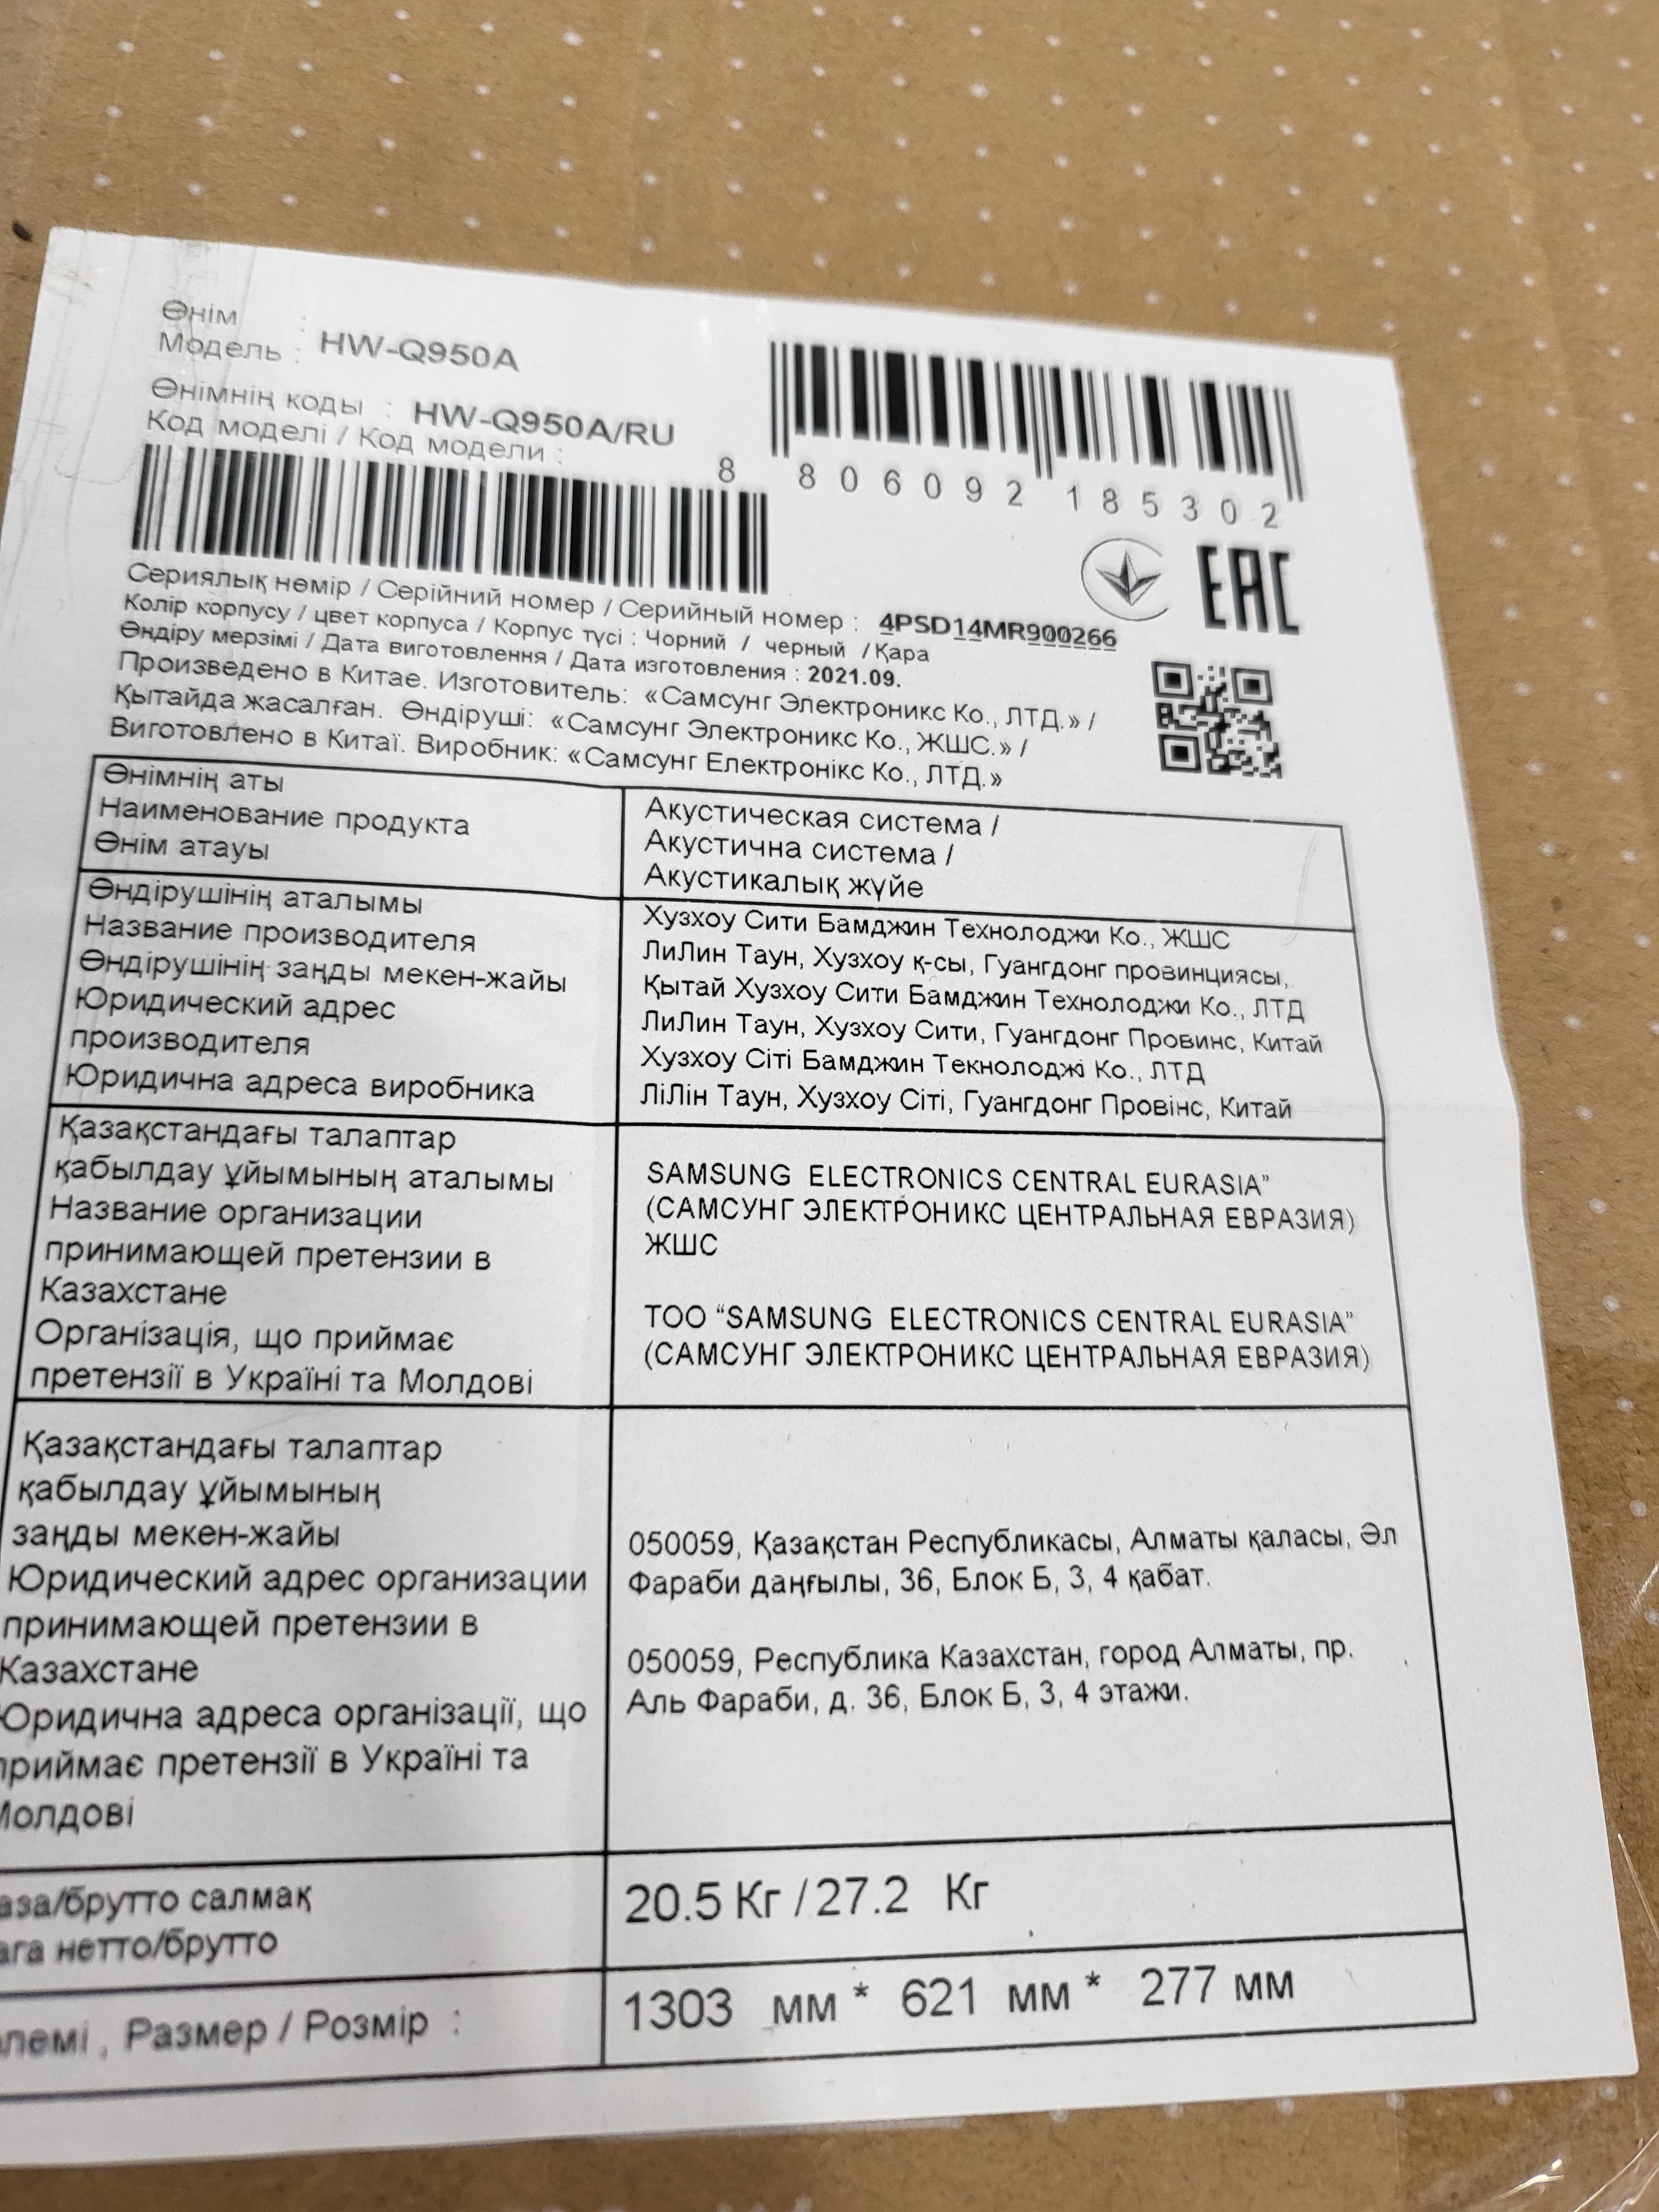 Өнім :
Модель : HW-Q950A
Өнімнің коды : HW-Q950A/RU
Код моделі / Код модели :
8 806092 185302
EAC
Сериялық нөмір / Серійний номер / Серийный номер : 4PSD14MR900266
Колір корпусу / цвет корпуса / Корпус түсі : Чорний / черный / Қара
Өндіру мерзімі / Дата виготовлення / Дата изготовления : 2021.09.
Произведено в Китае. Изготовитель: «Самсунг Электроникс Ко., ЛТД.» /
Қытайда жасалған. Өндіруші: «Самсунг Электроникс Ко., ЖШС.» /
Виготовлено в Китаї. Виробник: «Самсунг Електронікс Ко., ЛТД.»
Өнімнің аты
Наименование продукта
Өнім атауы
Акустическая система /
Акустична система /
Акустикалық жүйе
Өндірушінің аталымы
Название производителя
Өндірушінің заңды мекен-жайы
Юридический адрес
производителя
Юридична адреса виробника
Хузхоу Сити Бамджин Технолоджи Ко., ЖШС
ЛиЛин Таун, Хузхоу қ-сы, Гуангдонг провинциясы,
Қытай Хузхоу Сити Бамджин Технолоджи Ко., ЛТД
ЛиЛин Таун, Хузхоу Сити, Гуангдонг Провинс, Китай
Хузхоу Сіті Бамджин Текнолоджі Ко., ЛТД
ЛіЛін Таун, Хузхоу Сіті, Гуангдонг Провінс, Китай
Қазақстандағы талаптар
қабылдау ұйымының аталымы
Название организации
принимающей претензии в
Казахстане
Організація, що приймає
претензії в Україні та Молдові
SAMSUNG ELECTRONICS CENTRAL EURASIA”
(САМСУНГ ЭЛЕКТРОНИКС ЦЕНТРАЛЬНАЯ ЕВРАЗИЯ)
ЖШС
ТОО “SAMSUNG ELECTRONICS CENTRAL EURASIA”
(САМСУНГ ЭЛЕКТРОНИКС ЦЕНТРАЛЬНАЯ ЕВРАЗИЯ)
Қазақстандағы талаптар
қабылдау ұйымының
заңды мекен-жайы
Юридический адрес организации
принимающей претензии в
Казахстане
Юридична адреса організації, що
приймає претензії в Україні та
Молдові
050059, Қазақстан Республикасы, Алматы қаласы, Әл
Фараби даңғылы, 36, Блок Б, 3, 4 қабат.
050059, Республика Казахстан, город Алматы, пр.
Аль Фараби, д. 36, Блок Б, 3, 4 этажи.
аза/брутто салмақ
ага нетто/брутто
20.5 Кг / 27.2 Кг
лемі , Размер / Розмір :
1303 мм * 621 мм * 277 мм